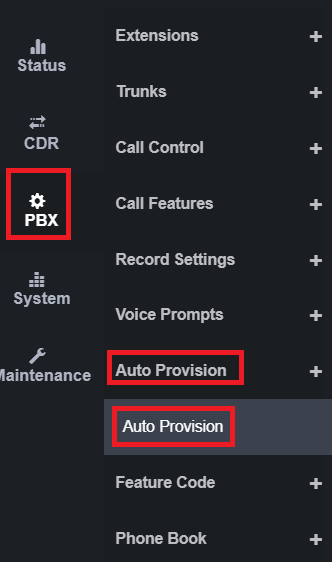 Status
CDR
PBX
System
Maintenance
Extensions +
Trunks +
Call Control +
Call Features +
Record Settings +
Voice Prompts +
Auto Provision +
Auto Provision
Feature Code +
Phone Book +